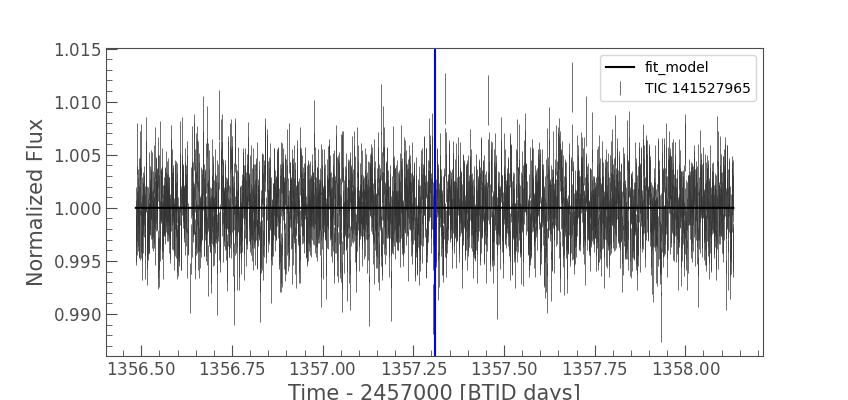 1.015
1.010
1.005
1.000
0.995
0.990
Normalized Flux
fit_model
TIC 141527965
1356.50 1356.75 1357.00 1357.25 1357.50 1357.75 1358.00
Time - 2457000 [BTJD days]